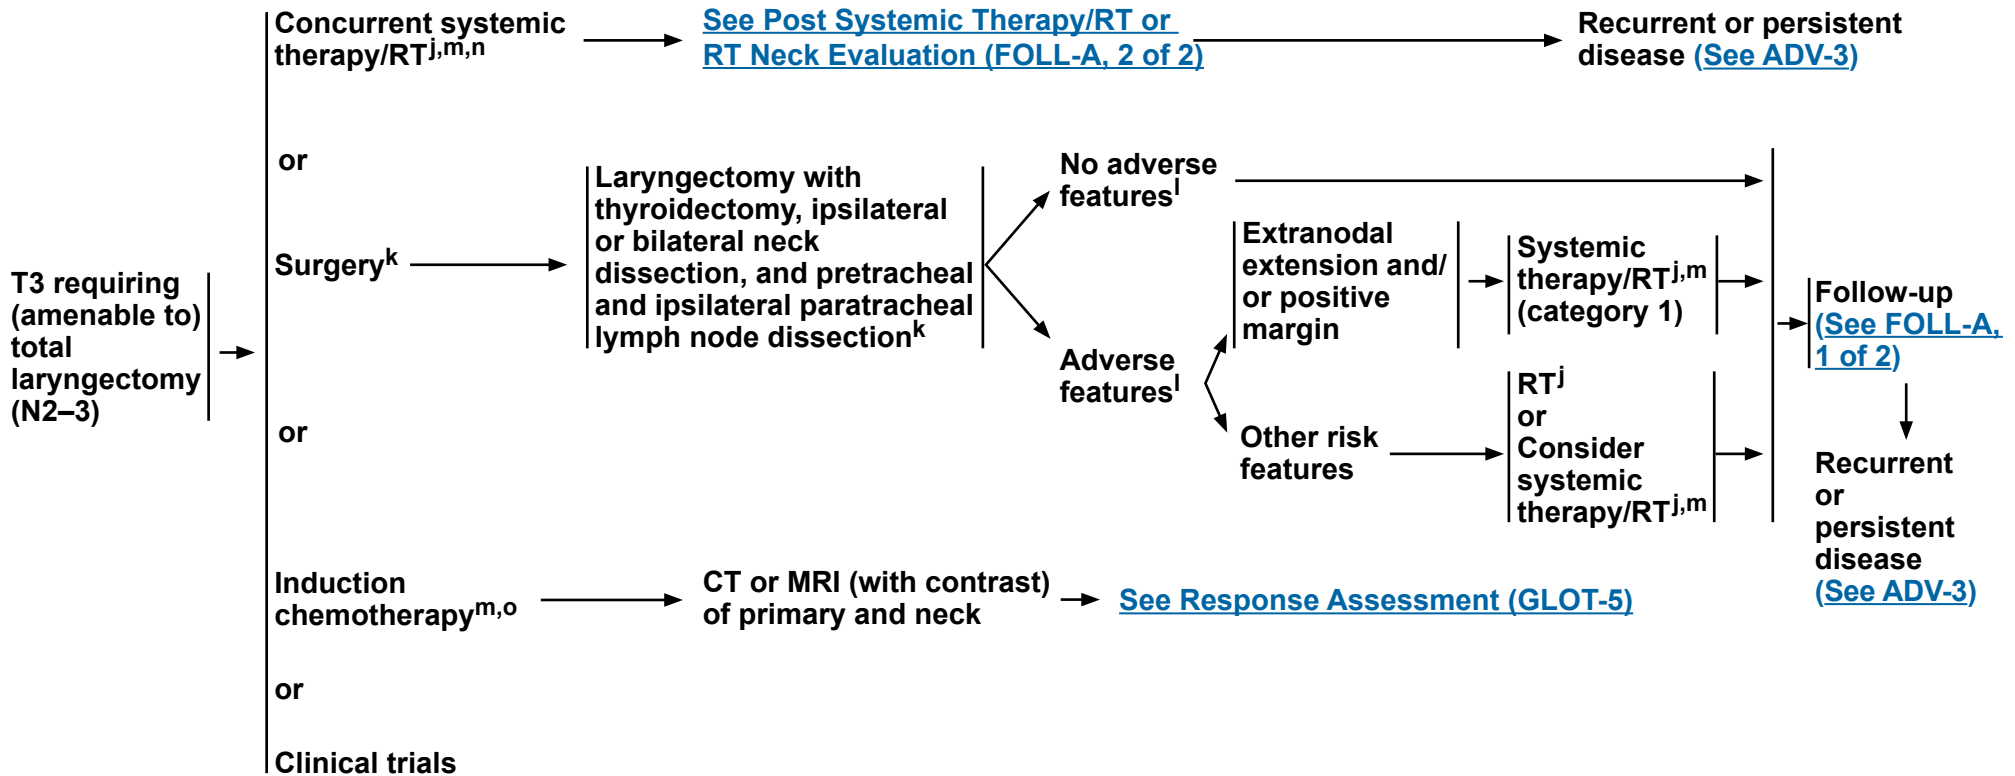 T3 requiring
(amenable to)
total
laryngectomy
(N2–3)
Concurrent systemic
therapy/RTj,m,n
See Post Systemic Therapy/RT or
RT Neck Evaluation (FOLL-A, 2 of 2)
Recurrent or persistent
disease (See ADV-3)
or
Surgeryk
Laryngectomy with
thyroidectomy, ipsilateral
or bilateral neck
dissection, and pretracheal
and ipsilateral paratracheal
lymph node dissectionk
No adverse
featuresl
Adverse
featuresl
Extranodal
extension and/
or positive
margin
Systemic
therapy/RTj,m
(category 1)
Other risk
features
RTj
or
Consider
systemic
therapy/RTj,m
Follow-up
(See FOLL-A,
1 of 2)
Recurrent
or
persistent
disease
(See ADV-3)
or
Induction
chemotherapym,o
CT or MRI (with contrast)
of primary and neck
See Response Assessment (GLOT-5)
or
Clinical trials